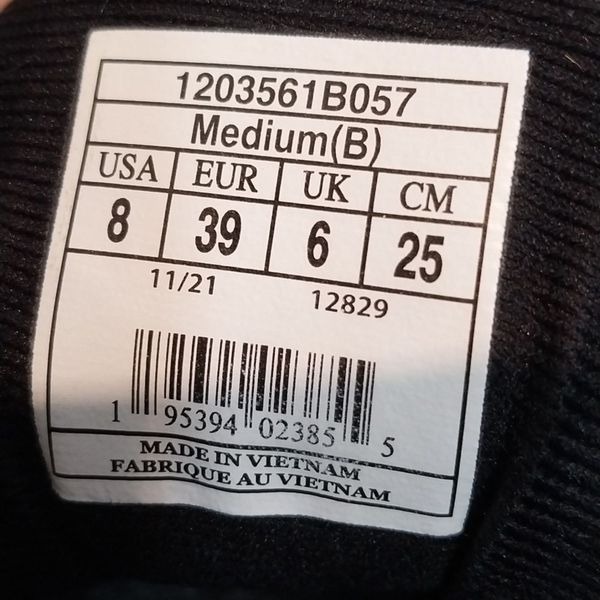 1203561B057
Medium(B)
USA EUR UK CM
8 39 6 25
11/21 12829
1 95394 02385 5
MADE IN VIETNAM
FABRIQUE AU VIETNAM